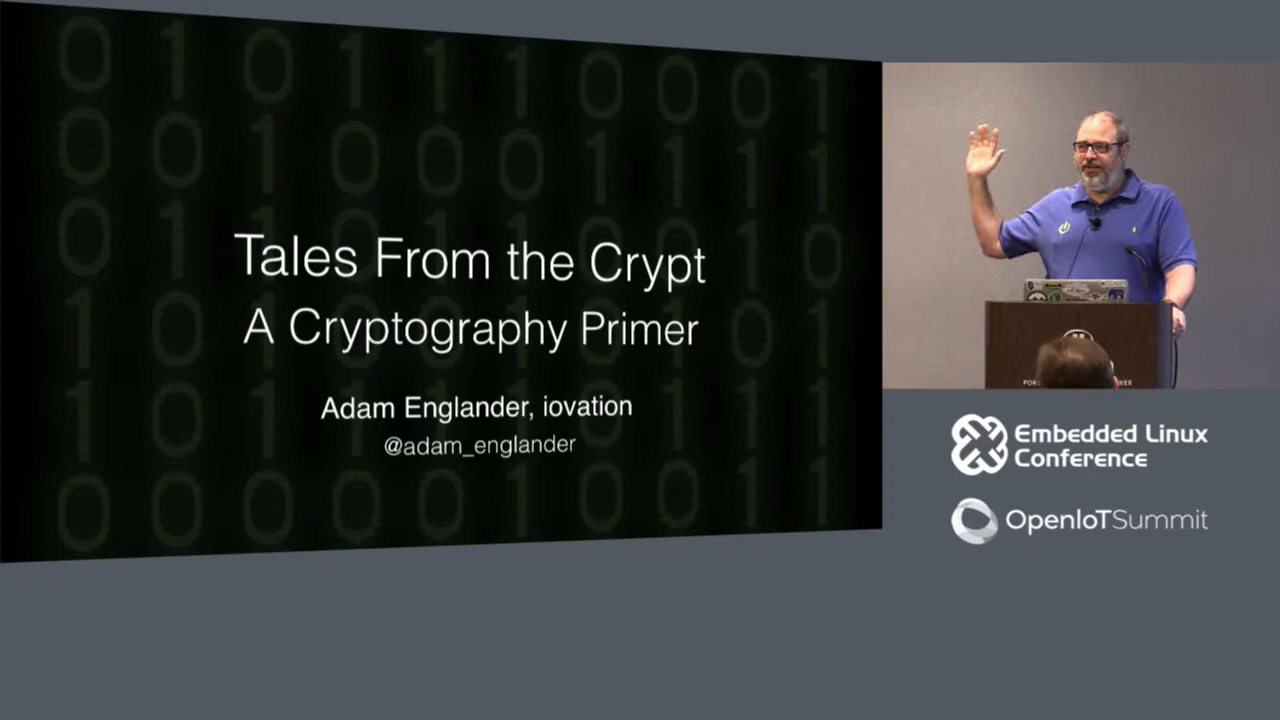 Tales From the Crypt
A Cryptography Primer
Adam Englander, iovation
@adam_englander
Embedded Linux
Conference
OpenIoTSummit